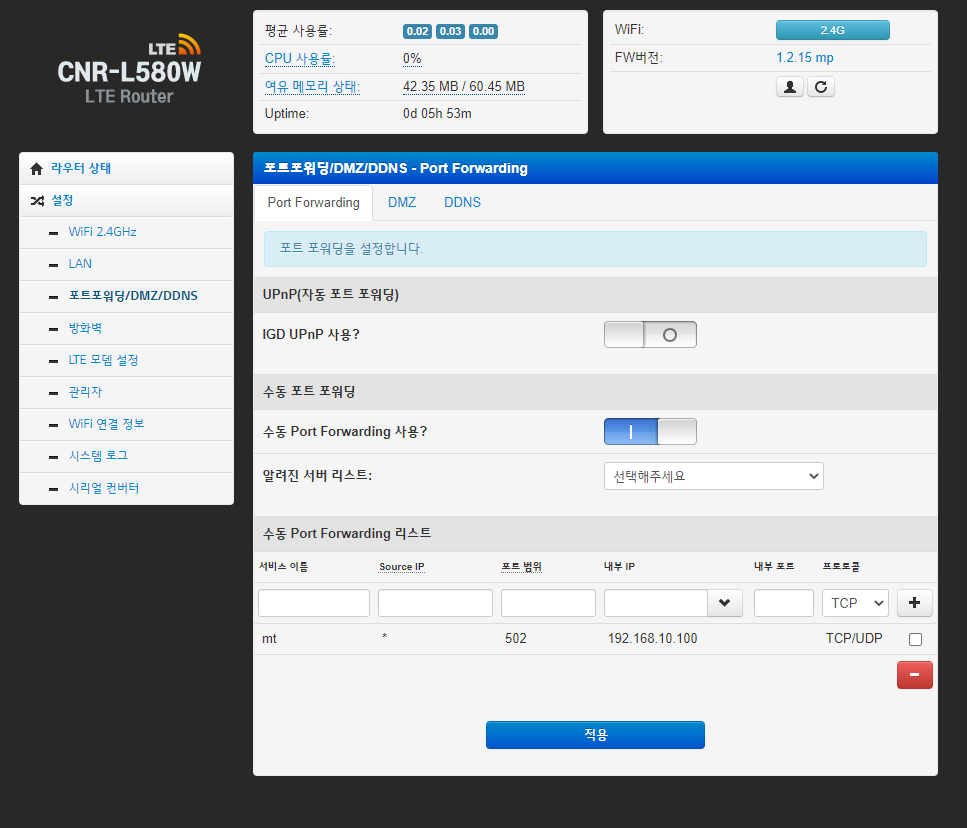 LTE
CNR-L580W
LTE Router
평균 사용률: 0.02 0.03 0.00
CPU 사용률: 0%
여유 메모리 상태: 42.35 MB / 60.45 MB
Uptime: 0d 05h 53m
WiFi: 2.4G
FW버전: 1.2.15 mp
라우터 상태
설정
WiFi 2.4GHz
LAN
포트포워딩/DMZ/DDNS
방화벽
LTE 모뎀 설정
관리자
WiFi 연결 정보
시스템 로그
시리얼 컨버터
포트포워딩/DMZ/DDNS - Port Forwarding
Port Forwarding DMZ DDNS
포트 포워딩을 설정합니다.
UPnP(자동 포트 포워딩)
IGD UPnP 사용?
수동 포트 포워딩
수동 Port Forwarding 사용?
알려진 서버 리스트: 선택해주세요
수동 Port Forwarding 리스트
서비스 이름 Source IP 포트 범위 내부 IP 내부 포트 프로토콜
TCP
mt * 502 192.168.10.100 TCP/UDP
적용